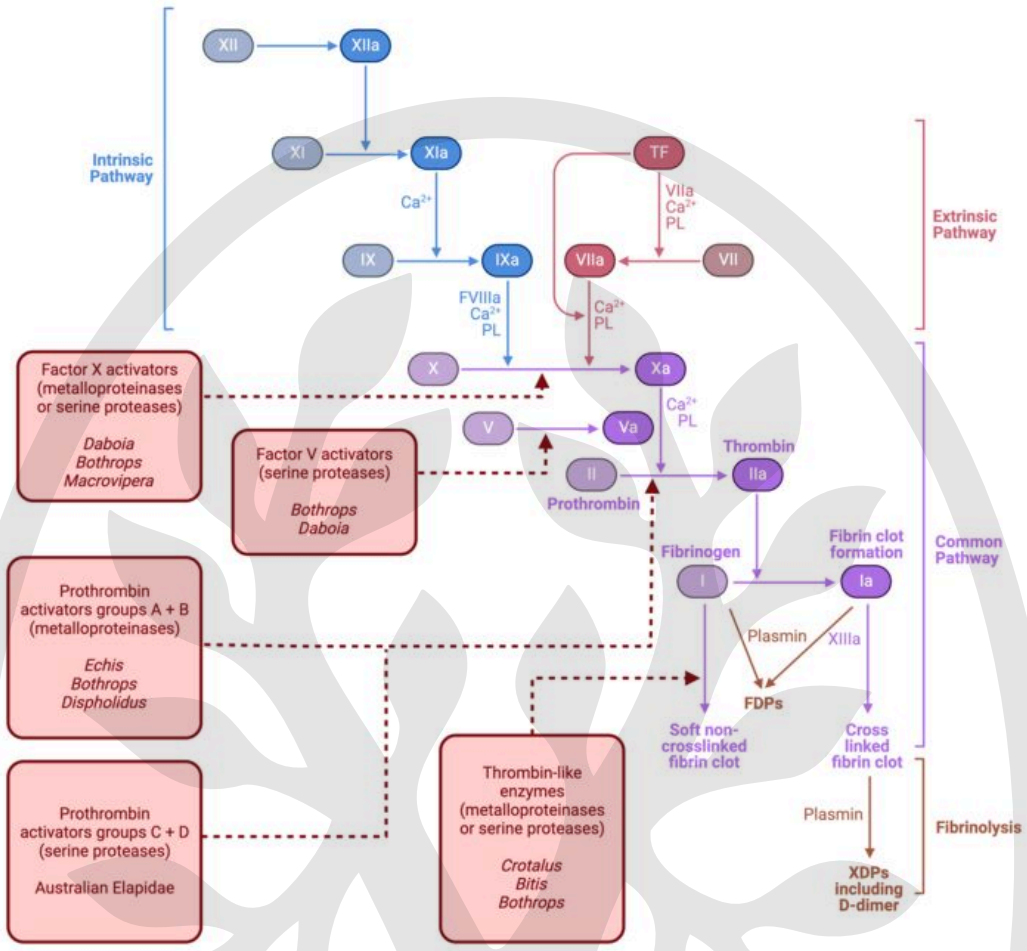 XII
XIIa
Intrinsic
Pathway
XI
XIa
TF
Ca²⁺
VIIa
Ca²⁺
PL
Extrinsic
Pathway
IX
IXa
VIIa
VII
FVIIIa
Ca²⁺
PL
Ca²⁺
PL
Factor X activators
(metalloproteinases
or serine proteases)
Daboia
Bothrops
Macrovipera
X
Xa
Ca²⁺
PL
Factor V activators
(serine proteases)
Bothrops
Daboia
V
Va
Thrombin
II
IIa
Prothrombin
Common
Pathway
Prothrombin
activators groups A + B
(metalloproteinases)
Echis
Bothrops
Dispholidus
Fibrinogen
Fibrin clot
formation
I
Ia
Plasmin
XIIIa
FDPs
Soft non-
crosslinked
fibrin clot
Cross
linked
fibrin clot
Prothrombin
activators groups C + D
(serine proteases)
Australian Elapidae
Thrombin-like
enzymes
(metalloproteinases
or serine proteases)
Crotalus
Bitis
Bothrops
Plasmin
Fibrinolysis
XDPs
including
D-dimer